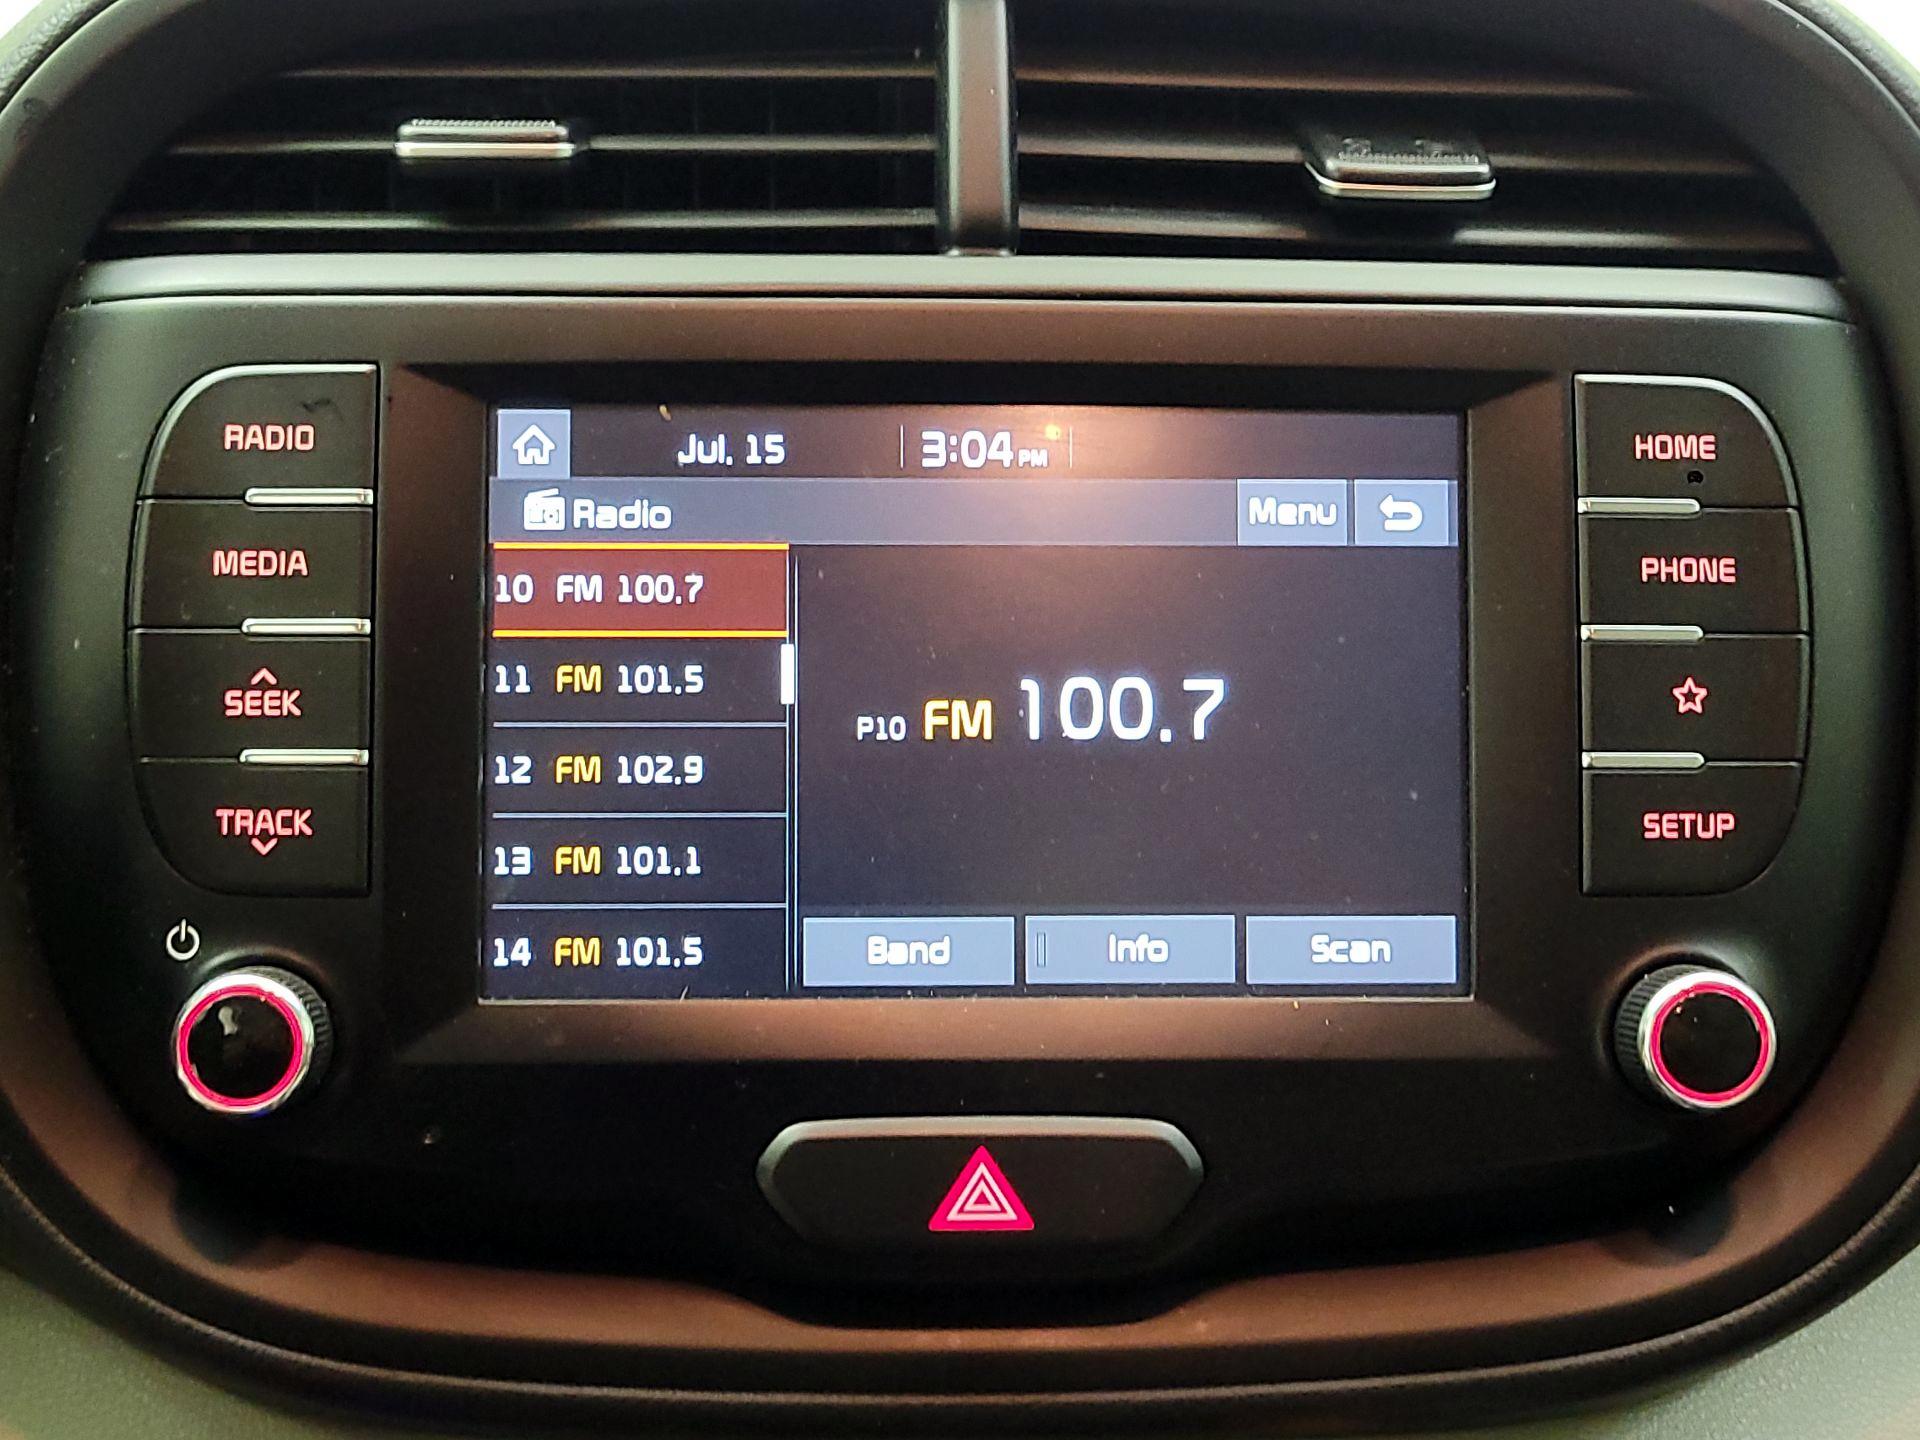 RADIO
MEDIA
SEEK
TRACK
Jul. 15 3:04 PM
Radio Menu
10 FM 100.7
11 FM 101.5
12 FM 102.9
13 FM 101.1
14 FM 101.5
P10 FM 100.7
Band Info Scan
HOME
PHONE
SETUP